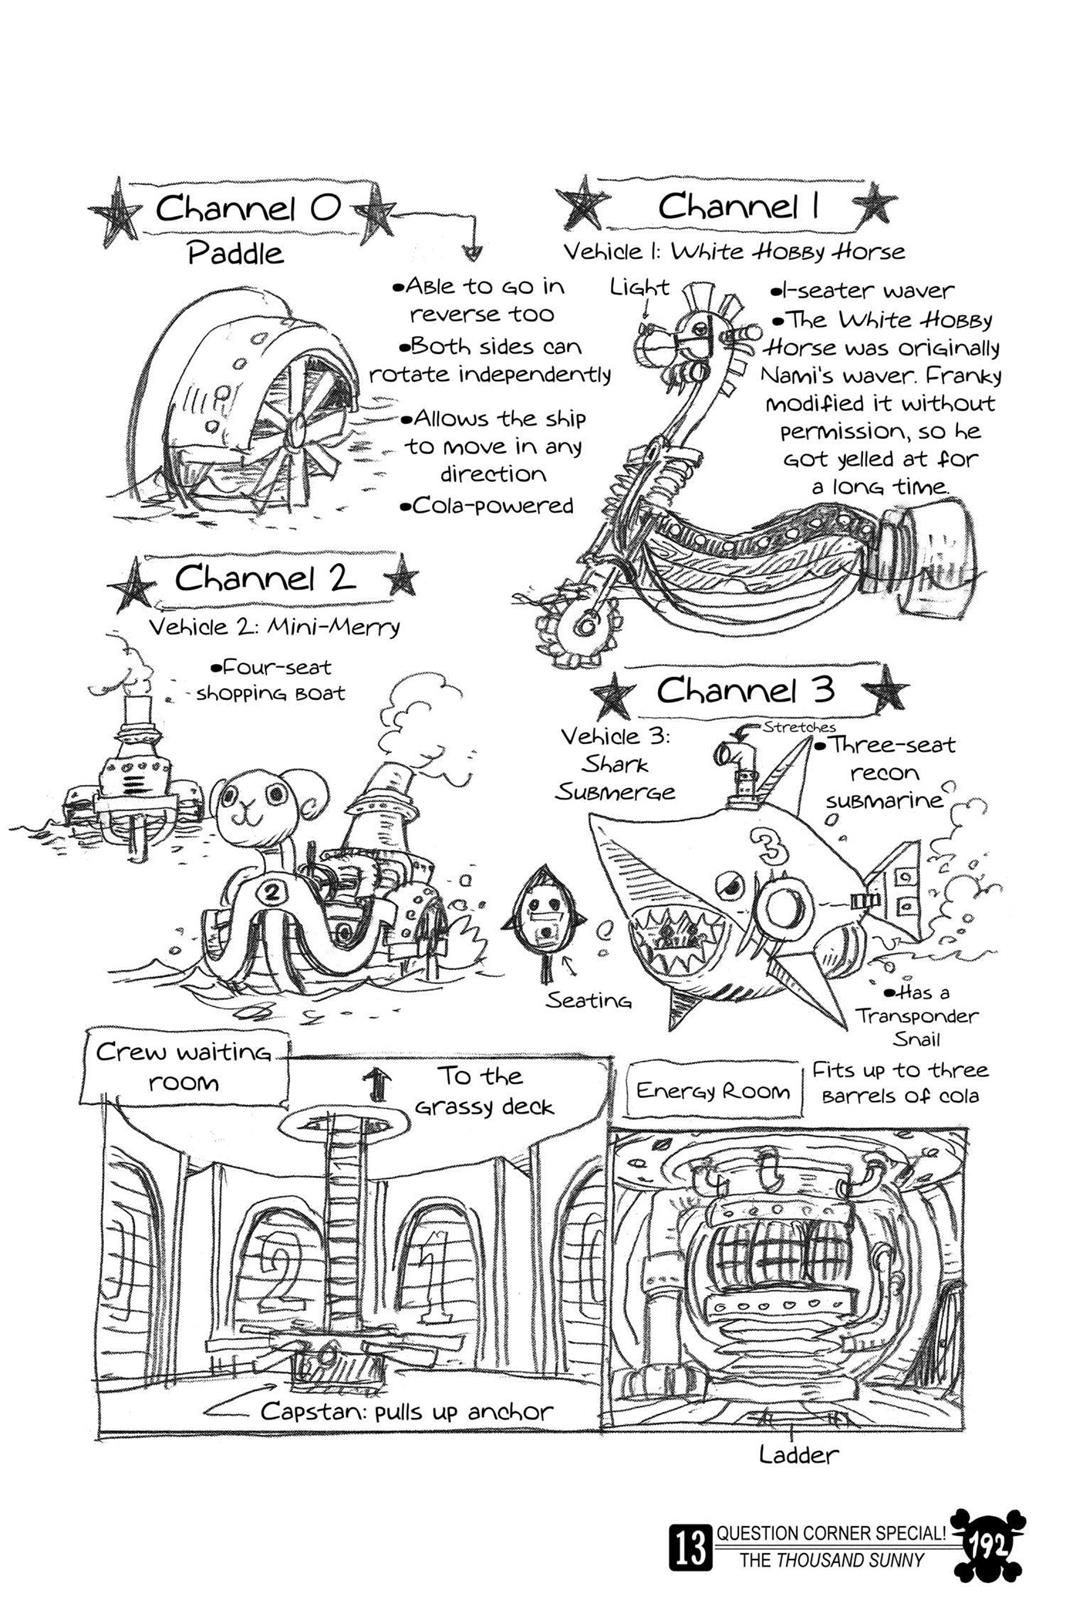 Channel 0
Paddle
•Able to go in
reverse too
•Both sides can
rotate independently
•Allows the ship
to move in any
direction
•Cola-powered
Channel 1
Vehicle 1: White Hobby Horse
Light
•1-seater waver
•The White Hobby
Horse was originally
Nami's waver. Franky
modified it without
permission, so he
got yelled at for
a long time.
Channel 2
Vehicle 2: Mini-Merry
•Four-seat
shopping boat
2
Channel 3
Vehicle 3:
Shark
Submerge
Stretches
•Three-seat
recon
submarine
3
Seating
•Has a
Transponder
Snail
Crew waiting
room
To the
grassy deck
2
1
Capstan: pulls up anchor
Energy Room
Fits up to three
barrels of cola
Ladder
13 QUESTION CORNER SPECIAL!
THE THOUSAND SUNNY
192